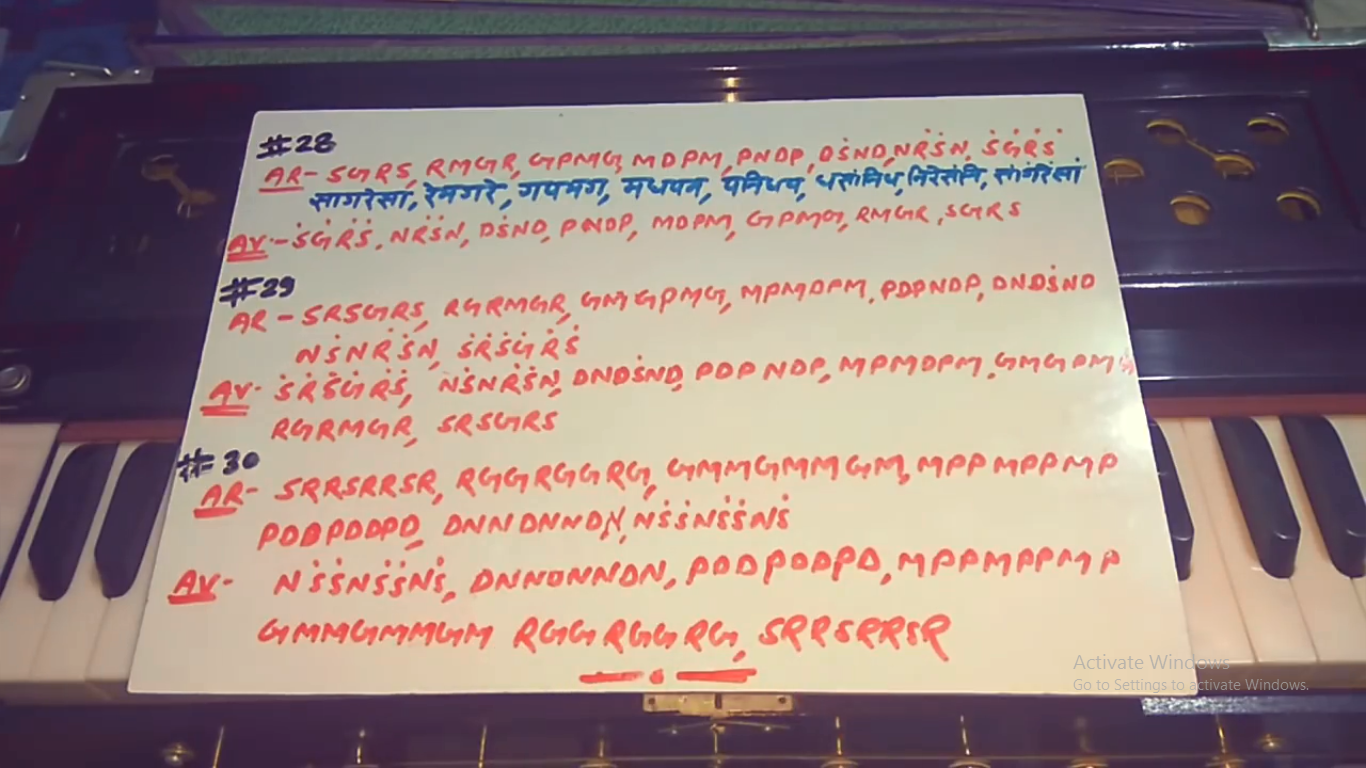 #28
AR- SGRS, RMGR, GPMG, MDPM, PNDP, DṠND, NṘṠN, ṠĠṘṠ
सागरेसा, रेमगरे, गपमग, मधपम, पनिधप, धसांनिध, निरेंसांनि, सांगंरेंसां
AV:- ṠĠṘṠ, NṘṠN, DṠND, PNDP, MDPM, GPMG, RMGR, SGRS
#29
AR - SRSGRS, RGRMGR, GMGPMG, MPMDPM, PDPNDP, DNDṠND
NṠNṘṠN, ṠṘṠĠṘṠ
AV- ṠṘṠĠṘṠ, NṠNṘṠN, DNDṠND, PDPNDP, MPMDPM, GMGPMG
RGRMGR, SRSGRS
#30
AR- SRRSRRSR, RGGRGGRG, GMMGMMGM, MPPMPPMP
PDDPDDPD, DNNDNNDN, NṠṠNṠṠNṠ
AV- NṠṠNṠṠNṠ, DNNDNNDN, PDDPDDPD, MPPMPPMP
GMMGMMGM RGGRGGRG, SRRSRRSR
Activate Windows
Go to Settings to activate Windows.